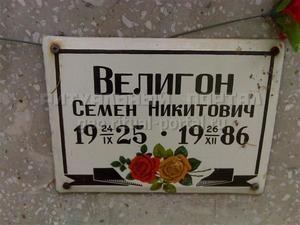 ВЕЛИГОН
СЕМЕН НИКИТОВИЧ
19 24/IX 25 · 19 26/XII 86